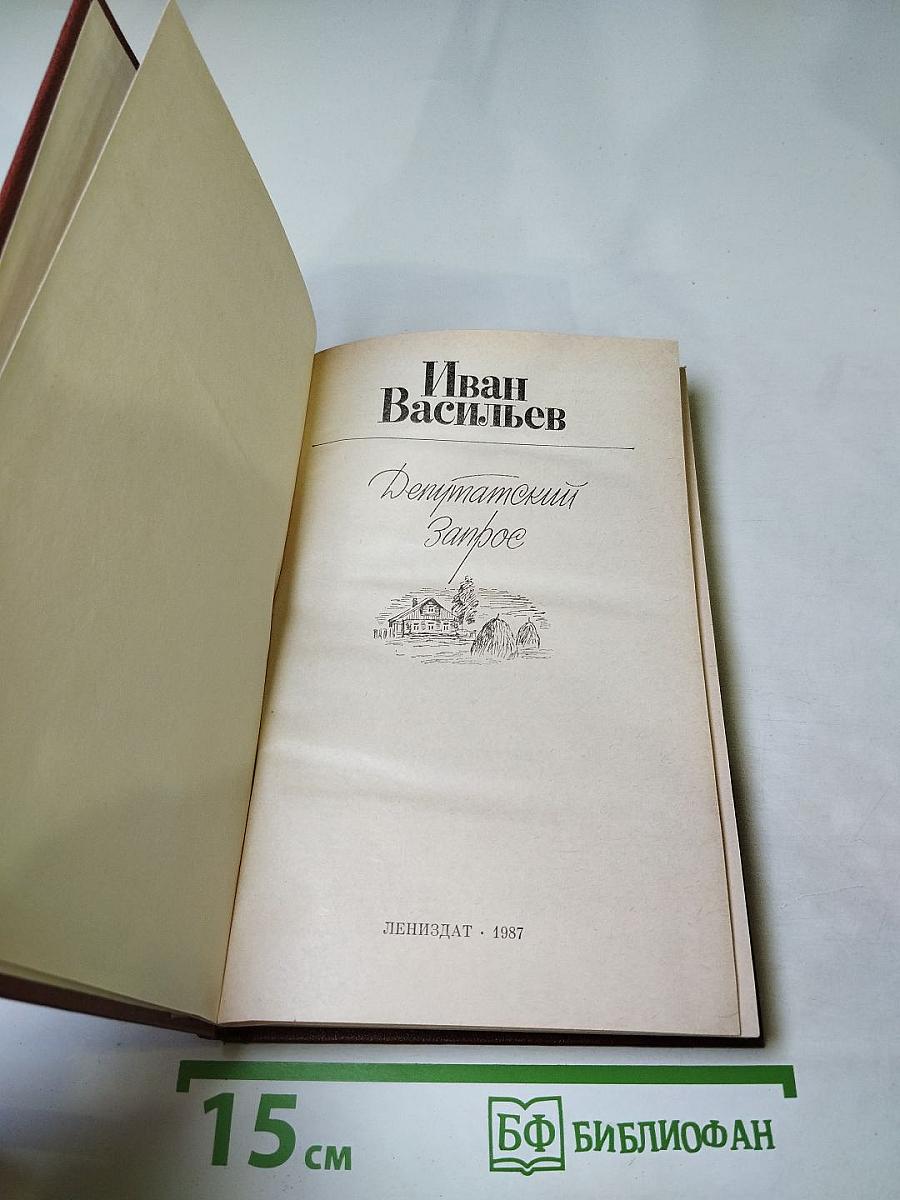 Иван
Васильев
Депутатский
Запрос
ЛЕНИЗДАТ · 1987
15 см
БФ БИБЛИОФАН